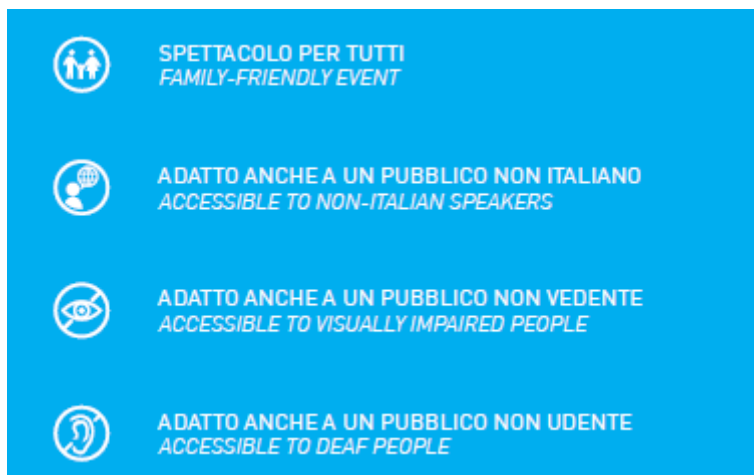 SPETTACOLO PER TUTTI
FAMILY-FRIENDLY EVENT
ADATTO ANCHE A UN PUBBLICO NON ITALIANO
ACCESSIBLE TO NON-ITALIAN SPEAKERS
ADATTO ANCHE A UN PUBBLICO NON VEDENTE
ACCESSIBLE TO VISUALLY IMPAIRED PEOPLE
ADATTO ANCHE A UN PUBBLICO NON UDENTE
ACCESSIBLE TO DEAF PEOPLE